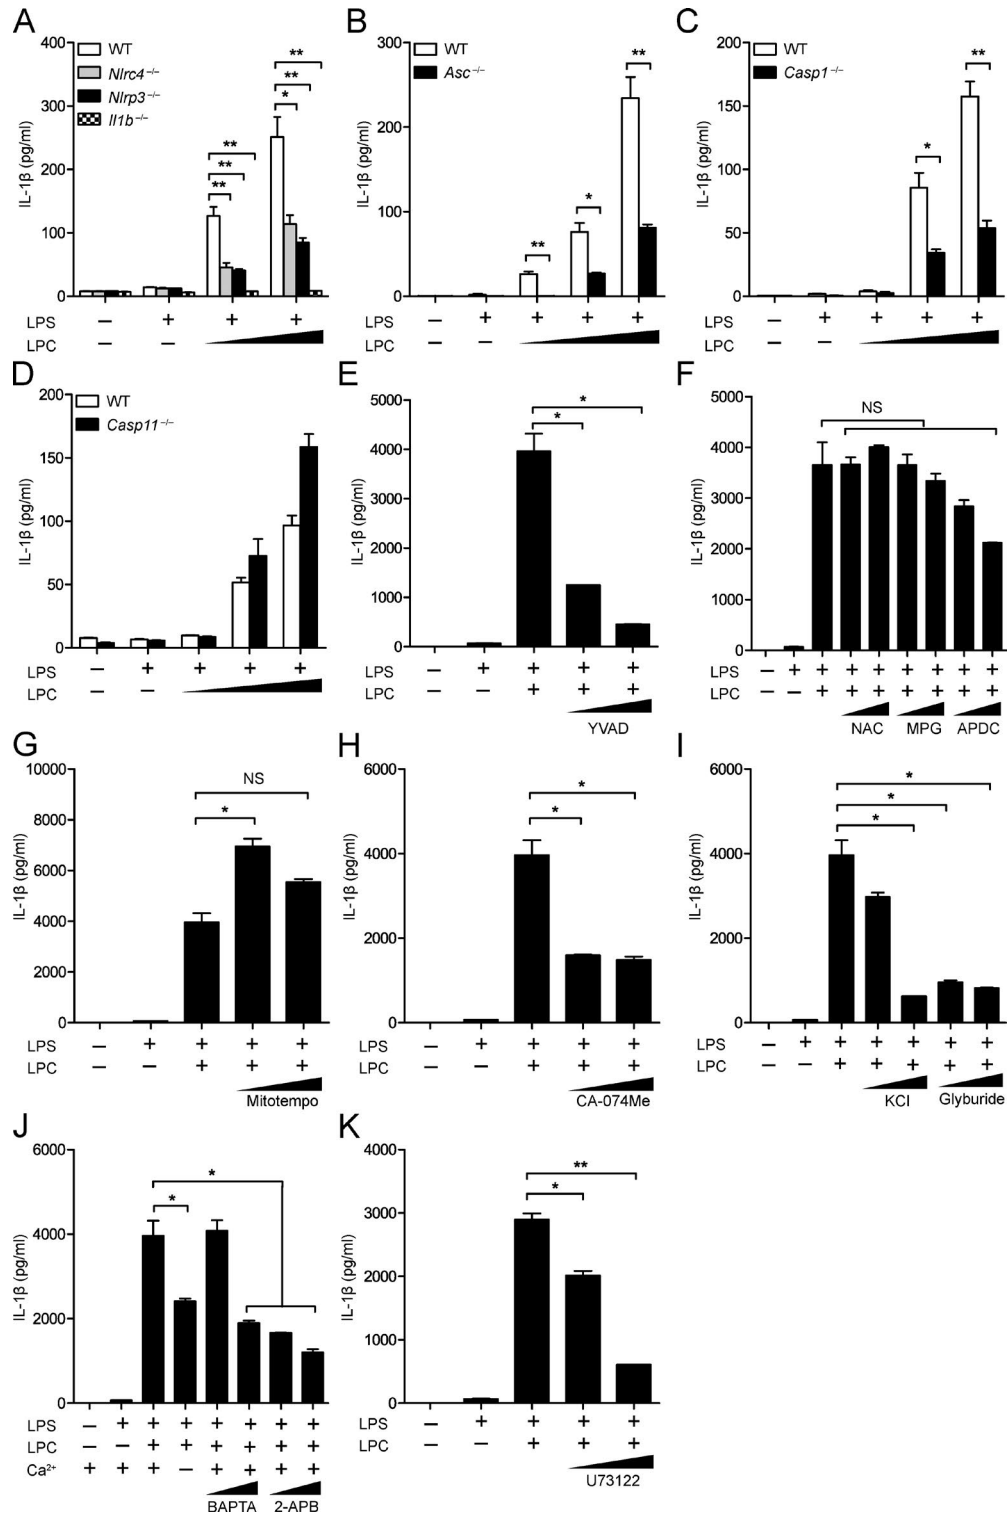 A
IL-1β (pg/ml)
400
300
200
100
0
WT
Nlrc4⁻/⁻
Nlrp3⁻/⁻
Il1b⁻/⁻
** ** **
** ** *
LPS – + + +
LPC – –
B
IL-1β (pg/ml)
300
200
100
0
WT
Asc⁻/⁻
** * **
– + + + +
– –
C
IL-1β (pg/ml)
200
150
100
50
0
WT
Casp1⁻/⁻
* **
LPS – + + + +
LPC – –
D
IL-1β (pg/ml)
200
150
100
50
0
WT
Casp11⁻/⁻
LPS – + + + +
LPC – –
E
IL-1β (pg/ml)
5000
4000
3000
2000
1000
0
*
*
– + + + +
– – + + +
YVAD
F
IL-1β (pg/ml)
5000
4000
3000
2000
1000
0
NS
LPS – + + + + + + + +
LPC – – + + + + + + +
NAC MPG APDC
G
IL-1β (pg/ml)
10000
8000
6000
4000
2000
0
NS
*
LPS – + + + +
LPC – – + + +
Mitotempo
H
IL-1β (pg/ml)
6000
4000
2000
0
*
*
– + + + +
– – + + +
CA-074Me
I
IL-1β (pg/ml)
6000
4000
2000
0
*
*
*
LPS – + + + + + +
LPC – – + + + + +
KCl Glyburide
J
IL-1β (pg/ml)
6000
4000
2000
0
*
*
LPS – + + + + + + +
LPC – – + + + + + +
Ca²⁺ + + + – + + + +
BAPTA 2-APB
K
IL-1β (pg/ml)
4000
3000
2000
1000
0
**
*
LPS – + + + +
LPC – – + + +
U73122